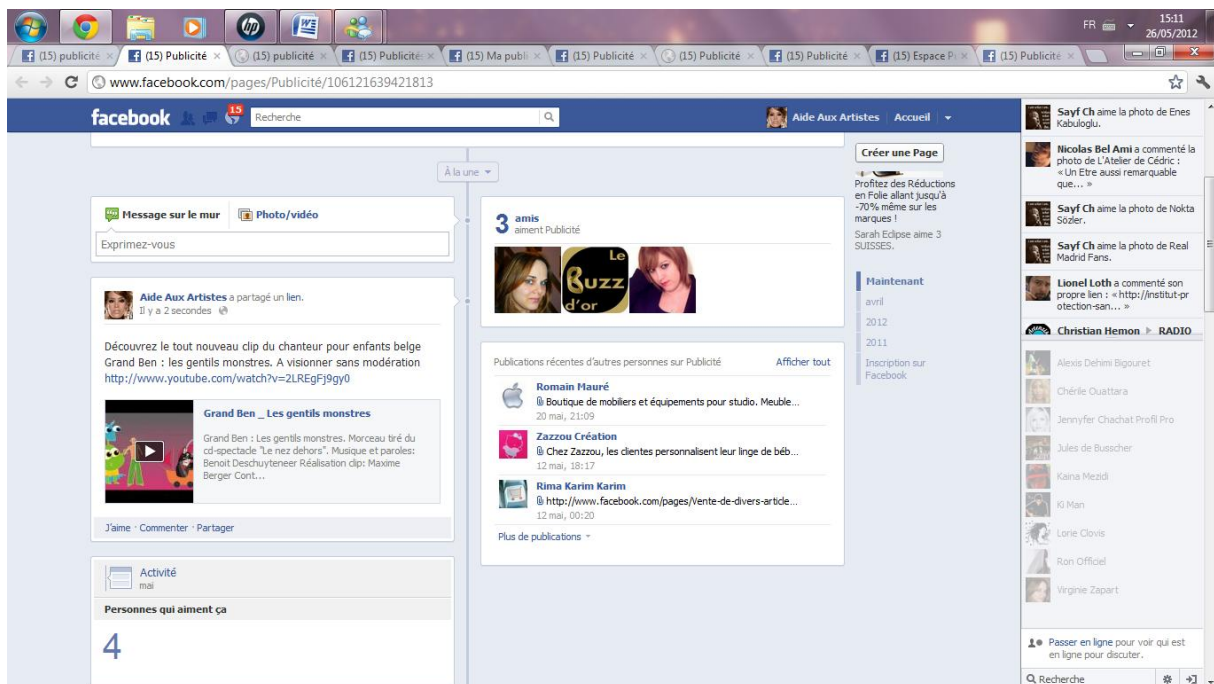 FR
15:11
26/05/2012
(15) publicité
(15) Publicité
(15) publicité
(15) Publicité
(15) Ma publi
(15) Publicité
(15) Publicité
(15) Publicité
(15) Espace P
(15) Publicité
www.facebook.com/pages/Publicité/106121639421813
facebook
15
Recherche
Aide Aux Artistes
Accueil
À la une
Message sur le mur
Photo/vidéo
Exprimez-vous
Aide Aux Artistes a partagé un lien.
Il y a 2 secondes
Découvrez le tout nouveau clip du chanteur pour enfants belge
Grand Ben : les gentils monstres. A visionner sans modération
http://www.youtube.com/watch?v=2LREgFj9gy0
Grand Ben _ Les gentils monstres
Grand Ben : Les gentils monstres. Morceau tiré du
cd-spectacle "Le nez dehors". Musique et paroles:
Benoit Deschuyteneer Réalisation clip: Maxime
Berger Cont...
J'aime · Commenter · Partager
Activité
mai
Personnes qui aiment ça
4
3 amis
aiment Publicité
Le
Buzz
d'or
Publications récentes d'autres personnes sur Publicité
Afficher tout
Romain Mauré
Boutique de mobiliers et équipements pour studio. Meuble...
20 mai, 21:09
Zazzou Création
Chez Zazzou, les clientes personnalisent leur linge de béb...
12 mai, 18:17
Rima Karim Karim
http://www.facebook.com/pages/Vente-de-divers-article...
12 mai, 00:20
Plus de publications
Créer une Page
Profitez des Réductions
en Folie allant jusqu'à
-70% même sur les
marques !
Sarah Eclipse aime 3
SUISSES.
Maintenant
avril
2012
2011
Inscription sur
Facebook
Sayf Ch aime la photo de Enes
Kabuloglu.
Nicolas Bel Ami a commenté la
photo de L'Atelier de Cédric :
«Un Etre aussi remarquable
que... »
Sayf Ch aime la photo de Nokta
Sözler.
Sayf Ch aime la photo de Real
Madrid Fans.
Lionel Loth a commenté son
propre lien : «http://institut-pr
otection-san... »
Christian Hemon ▶ RADIO
Alexis Dehimi Bigouret
Chérile Ouattara
Jennyfer Chachat Profil Pro
Jules de Busscher
Kaina Mezidi
Ki Man
Lorie Clovis
Ron Officiel
Virginie Zapart
Passer en ligne pour voir qui est
en ligne pour discuter.
Recherche